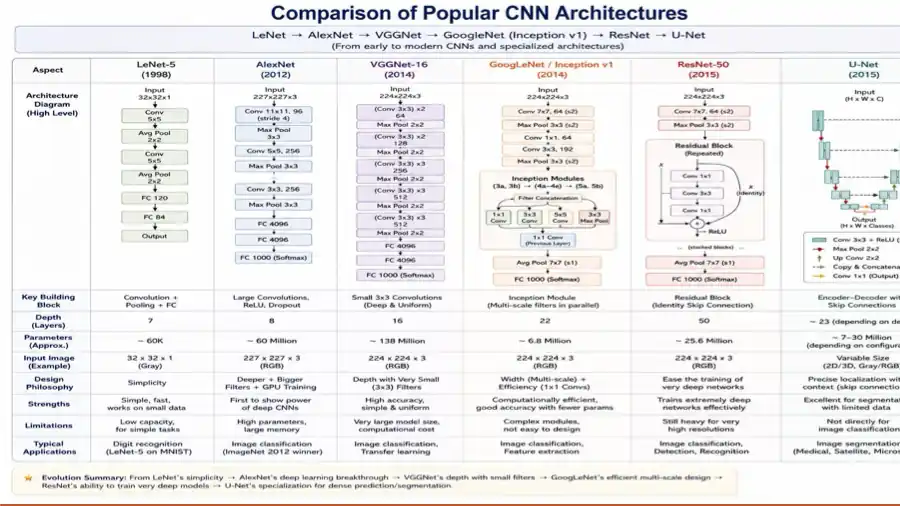 Comparison of Popular CNN Architectures
LeNet → AlexNet → VGGNet → GoogleNet (Inception v1) → ResNet → U-Net
(From early to modern CNNs and specialized architectures)
Aspect
LeNet-5
(1998)
AlexNet
(2012)
VGGNet-16
(2014)
GoogLeNet / Inception v1
(2014)
ResNet-50
(2015)
U-Net
(2015)
Architecture
Diagram
(High Level)
Input
32x32x1
Conv
5x5
Avg Pool
2x2
Conv
5x5
Avg Pool
2x2
FC 120
FC 84
Output
Input
227x227x3
Conv 11x11, 96
(stride 4)
Max Pool
3x3
Conv 5x5, 256
Max Pool 3x3
Conv 3x3, 256
Max Pool 3x3
FC 4096
FC 4096
FC 1000 (Softmax)
Input
224x224x3
(Conv 3x3) x2
64
Max Pool 2x2
(Conv 3x3) x2
128
Max Pool 2x2
(Conv 3x3) x3
256
Max Pool 2x2
(Conv 3x3) x3
512
Max Pool 2x2
(Conv 3x3) x3
512
Max Pool 2x2
FC 4096
FC 4096
FC 1000 (Softmax)
Input
224x224x3
Conv 7x7, 64 (s2)
Max Pool 3x3 (s2)
Conv 1x1, 64
Conv 3x3, 192
Max Pool 3x3 (s2)
Inception Modules
(3a, 3b) → (4a-4e) → (5a, 5b)
Filter Concatenation
1x1
Conv
3x3
Conv
5x5
Conv
3x3
Max Pool
1x1 Conv
(Previous Layer)
Avg Pool 7x7 (s1)
FC 1000 (Softmax)
Input
224x224x3
Conv 7x7, 64 (s2)
Max Pool 3x3 (s2)
Residual Block
(Repeated)
x
Conv 1x1
Conv 3x3
Conv 1x1
x
(identity)
ReLU
... (stacked blocks) ...
Avg Pool 7x7 (s1)
FC 1000 (Softmax)
Input
(H x W x C)
Output
(H x W x Classes)
Conv 3x3 + ReLU
Max Pool 2x2
Up Conv 2x2
Copy & Concatena
Conv 1x1 (Output)
Key Building
Block
Convolution +
Pooling + FC
Large Convolutions,
ReLU, Dropout
Small 3x3 Convolutions
(Deep & Uniform)
Inception Module
(Multi-scale filters in parallel)
Residual Block
(Identity Skip Connection)
Encoder-Decoder with
Skip Connections
Depth
(Layers)
7
8
16
22
50
~ 23 (depending on de
Parameters
(Approx.)
~ 60K
~ 60 Million
~ 138 Million
~ 6.8 Million
~ 25.6 Million
~ 7-30 Million
(depending on configura
Input Image
(Example)
32 x 32 x 1
(Gray)
227 x 227 x 3
(RGB)
224 x 224 x 3
(RGB)
224 x 224 x 3
(RGB)
224 x 224 x 3
(RGB)
Variable Size
(2D/3D, Gray/RGB)
Design
Philosophy
Simplicity
Deeper + Bigger
Filters + GPU Training
Depth with Very Small
(3x3) Filters
Width (Multi-scale) +
Efficiency (1x1 Convs)
Ease the training of
very deep networks
Precise localization with
context (skip connection
Strengths
Simple, fast,
works on small data
First to show power
of deep CNNs
High accuracy,
simple & uniform
Computationally efficient,
good accuracy with fewer params
Trains extremely deep
networks effectively
Excellent for segmentat
with limited data
Limitations
Low capacity,
for simple tasks
High parameters,
large memory
Very large model size,
computational cost
Complex modules,
not easy to design
Still heavy for very
high resolutions
Not directly for
image classification
Typical
Applications
Digit recognition
(LeNet-5 on MNIST)
Image classification
(ImageNet 2012 winner)
Image classification,
Transfer learning
Image classification,
Feature extraction
Image classification,
Detection, Recognition
Image segmentation
(Medical, Satellite, Micros
Evolution Summary: From LeNet's simplicity → AlexNet's deep learning breakthrough → VGGNet's depth with small filters → GoogLeNet's efficient multi-scale design →
ResNet's ability to train very deep models → U-Net's specialization for dense prediction/segmentation.